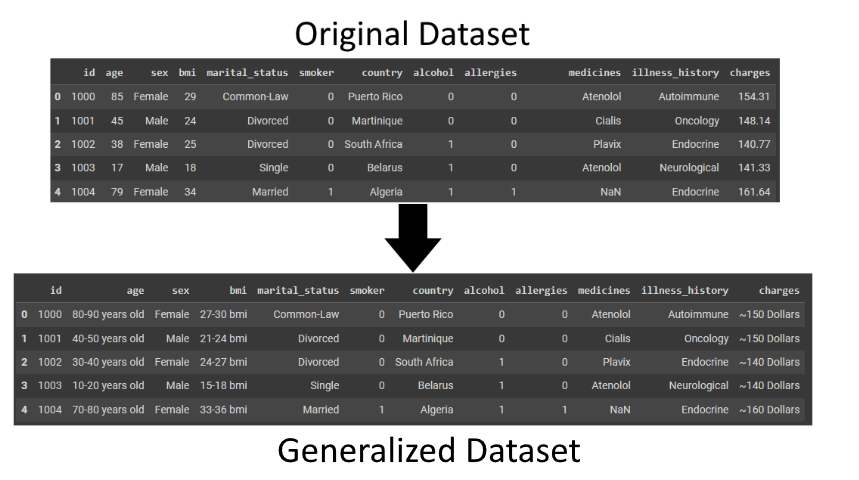 Original Dataset
id age sex bmi marital_status smoker country alcohol allergies medicines illness_history charges
0 1000 85 Female 29 Common-Law 0 Puerto Rico 0 0 Atenolol Autoimmune 154.31
1 1001 45 Male 24 Divorced 0 Martinique 0 0 Cialis Oncology 148.14
2 1002 38 Female 25 Divorced 0 South Africa 1 0 Plavix Endocrine 140.77
3 1003 17 Male 18 Single 0 Belarus 1 0 Atenolol Neurological 141.33
4 1004 79 Female 34 Married 1 Algeria 1 1 NaN Endocrine 161.64
id age sex bmi marital_status smoker country alcohol allergies medicines illness_history charges
0 1000 80-90 years old Female 27-30 bmi Common-Law 0 Puerto Rico 0 0 Atenolol Autoimmune ~150 Dollars
1 1001 40-50 years old Male 21-24 bmi Divorced 0 Martinique 0 0 Cialis Oncology ~150 Dollars
2 1002 30-40 years old Female 24-27 bmi Divorced 0 South Africa 1 0 Plavix Endocrine ~140 Dollars
3 1003 10-20 years old Male 15-18 bmi Single 0 Belarus 1 0 Atenolol Neurological ~140 Dollars
4 1004 70-80 years old Female 33-36 bmi Married 1 Algeria 1 1 NaN Endocrine ~160 Dollars
Generalized Dataset